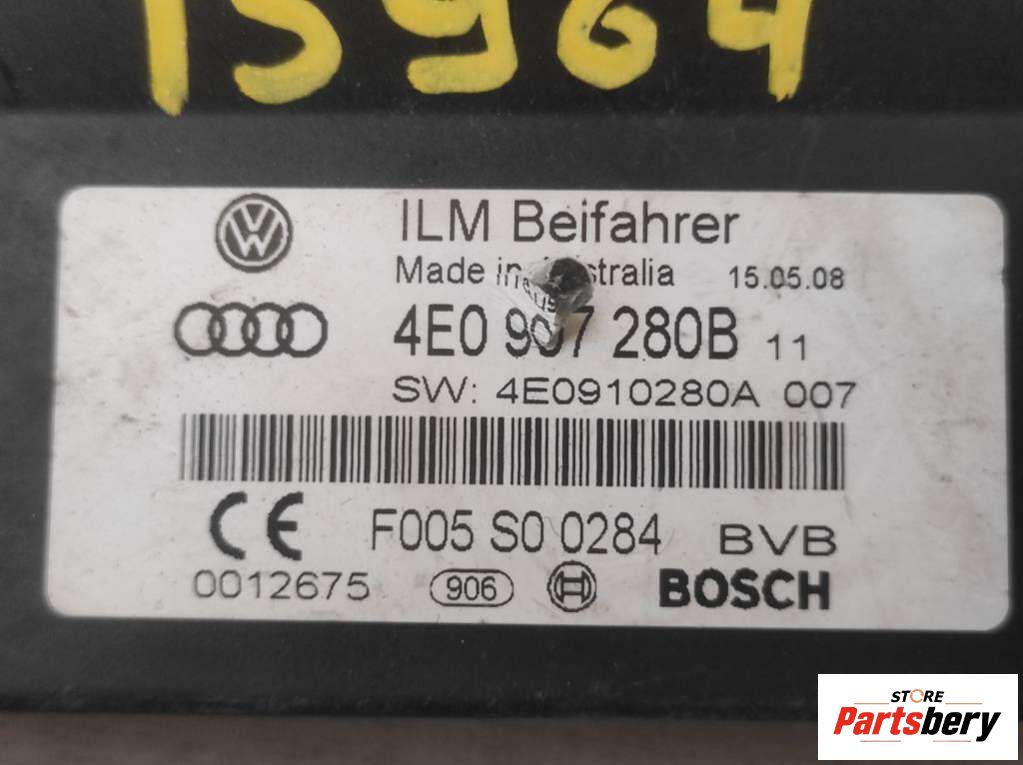 15964
ILM Beifahrer
Made in Australia 15.05.08
4E0 907 280B 11
SW: 4E0910280A 007
F005 S0 0284 BVB
0012675 906 BOSCH
STORE
Partsbery